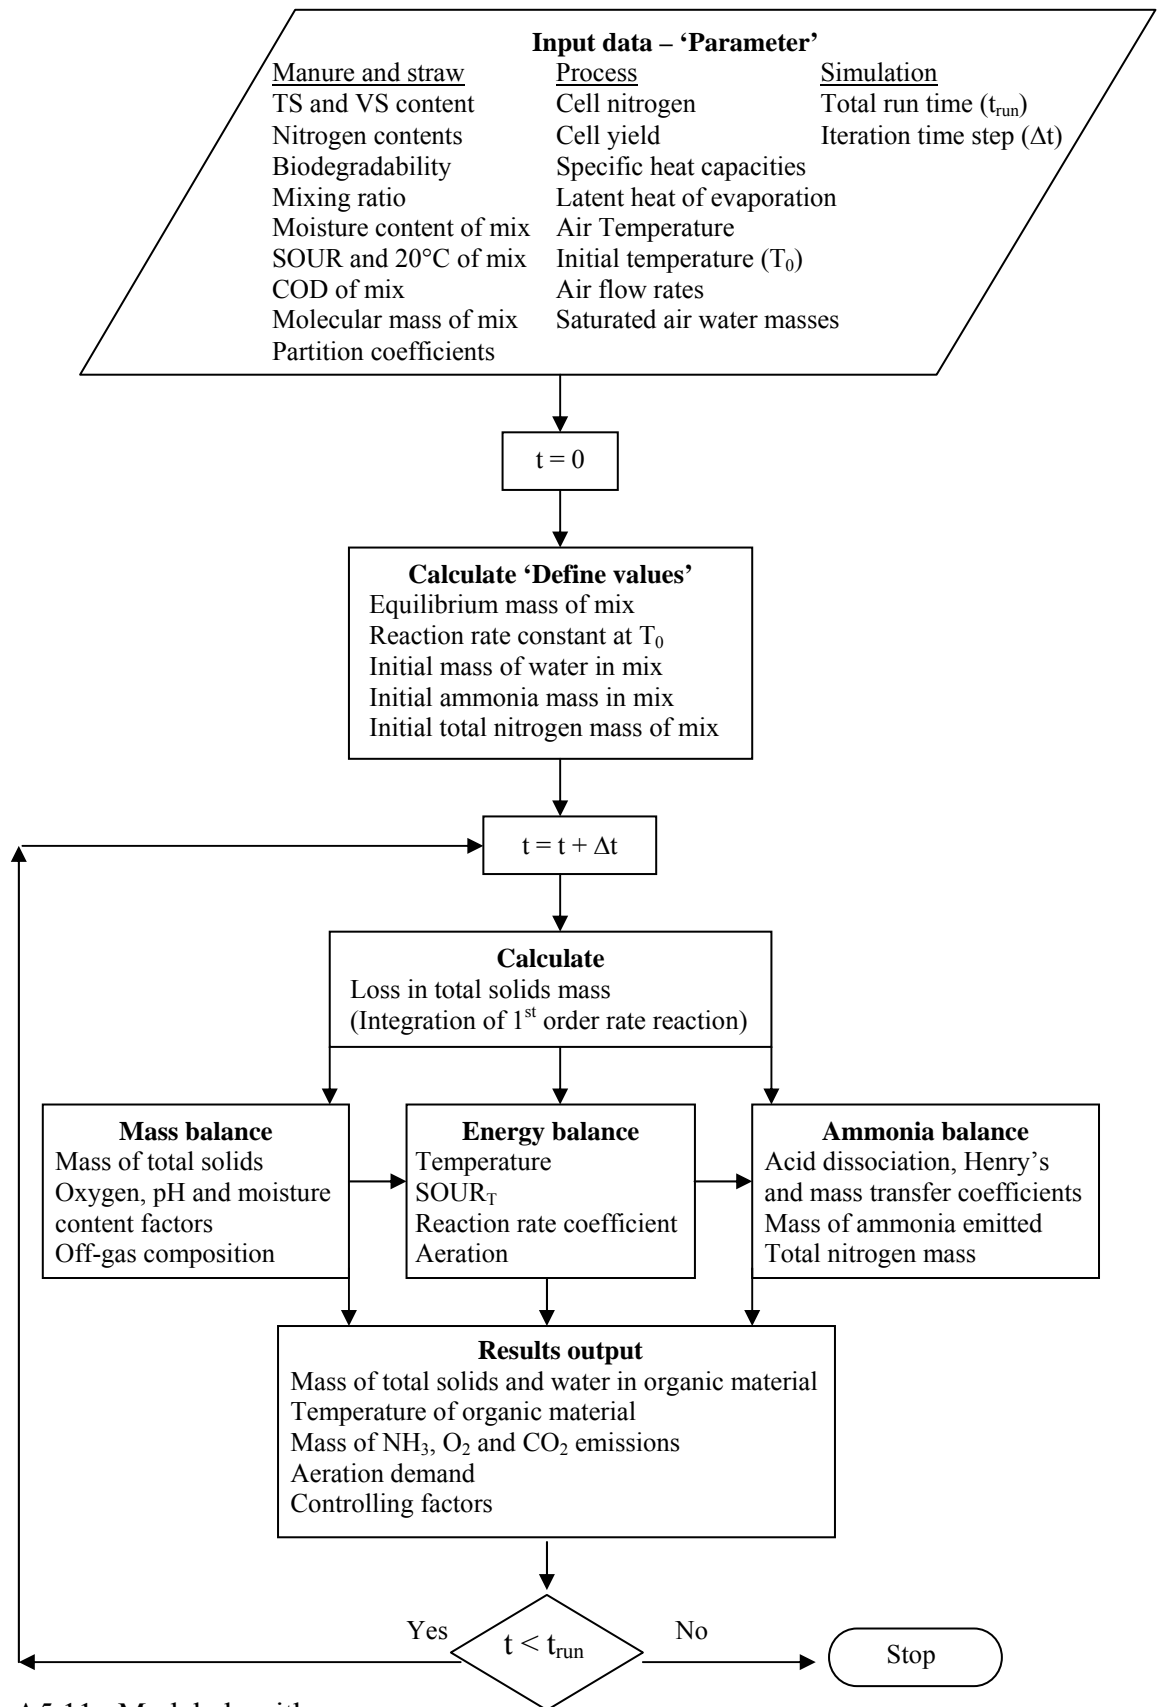 Input data – ‘Parameter’
Manure and straw
TS and VS content
Nitrogen contents
Biodegradability
Mixing ratio
Moisture content of mix
SOUR and 20°C of mix
COD of mix
Molecular mass of mix
Partition coefficients
Process
Cell nitrogen
Cell yield
Specific heat capacities
Latent heat of evaporation
Air Temperature
Initial temperature (T0)
Air flow rates
Saturated air water masses
Simulation
Total run time (trun)
Iteration time step (Δt)
t = 0
Calculate ‘Define values’
Equilibrium mass of mix
Reaction rate constant at T0
Initial mass of water in mix
Initial ammonia mass in mix
Initial total nitrogen mass of mix
t = t + Δt
Calculate
Loss in total solids mass
(Integration of 1st order rate reaction)
Mass balance
Mass of total solids
Oxygen, pH and moisture
content factors
Off-gas composition
Energy balance
Temperature
SOURT
Reaction rate coefficient
Aeration
Ammonia balance
Acid dissociation, Henry’s
and mass transfer coefficients
Mass of ammonia emitted
Total nitrogen mass
Results output
Mass of total solids and water in organic material
Temperature of organic material
Mass of NH3, O2 and CO2 emissions
Aeration demand
Controlling factors
Yes
t < trun
No
Stop